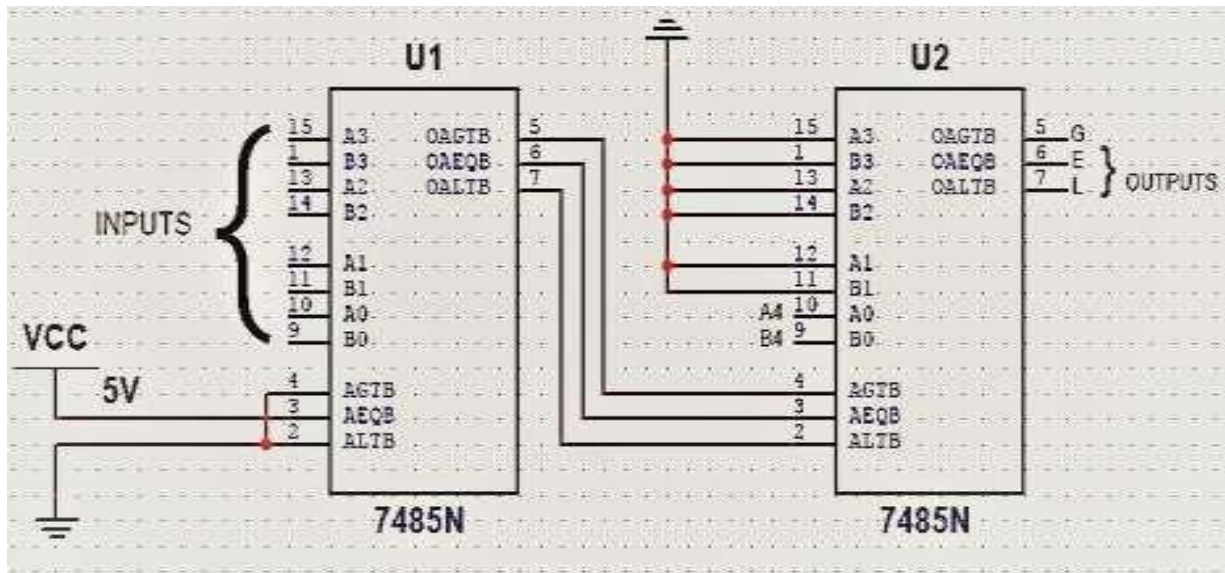 U1
U2
15 A3 OAGTB 5
1 B3 OAEQB 6
13 A2 OALTB 7
14 B2
12 A1
11 B1
10 A0
9 B0
4 AGTB
3 AEQB
2 ALTB
7485N
INPUTS
VCC
5V
15 A3 OAGTB 5 G
1 B3 OAEQB 6 E
13 A2 OALTB 7 L
14 B2
OUTPUTS
12 A1
11 B1
A4 10 A0
B4 9 B0
4 AGTB
3 AEQB
2 ALTB
7485N